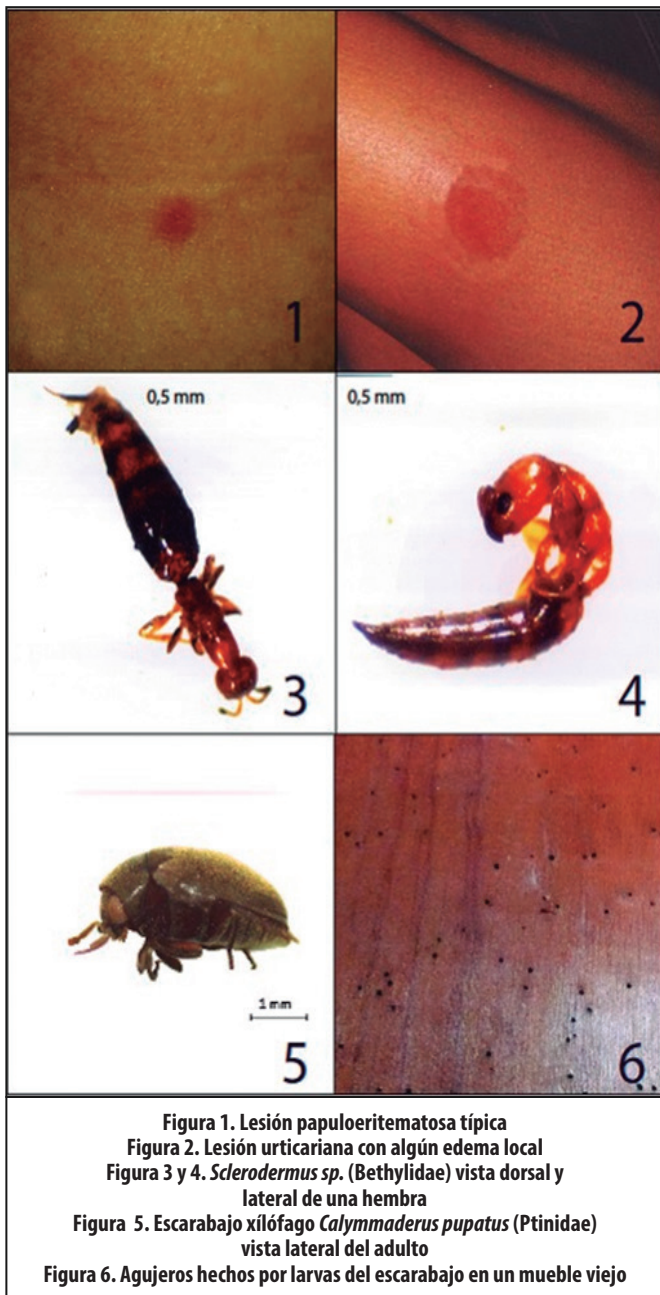 1
2
0,5 mm
3
0,5 mm
4
1 mm
5
6
Figura 1. Lesión papuloeritematosa típica
Figura 2. Lesión urticariana con algún edema local
Figura 3 y 4. Sclerodermus sp. (Bethylidae) vista dorsal y
lateral de una hembra
Figura 5. Escarabajo xílófago Calymmaderus pupatus (Ptinidae)
vista lateral del adulto
Figura 6. Agujeros hechos por larvas del escarabajo en un mueble viejo